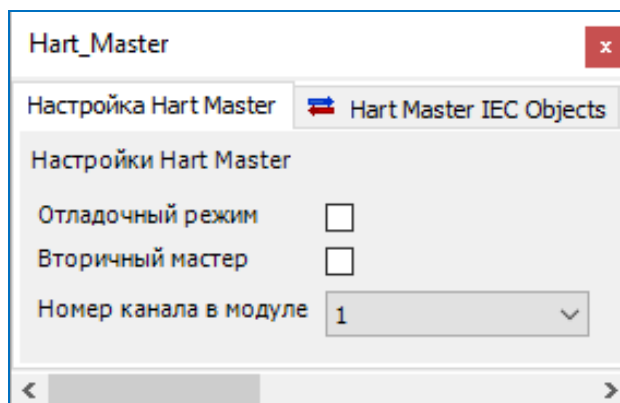 Hart_Master
x
Настройка Hart Master
Hart Master IEC Objects
Настройки Hart Master
Отладочный режим
Вторичный мастер
Номер канала в модуле 1